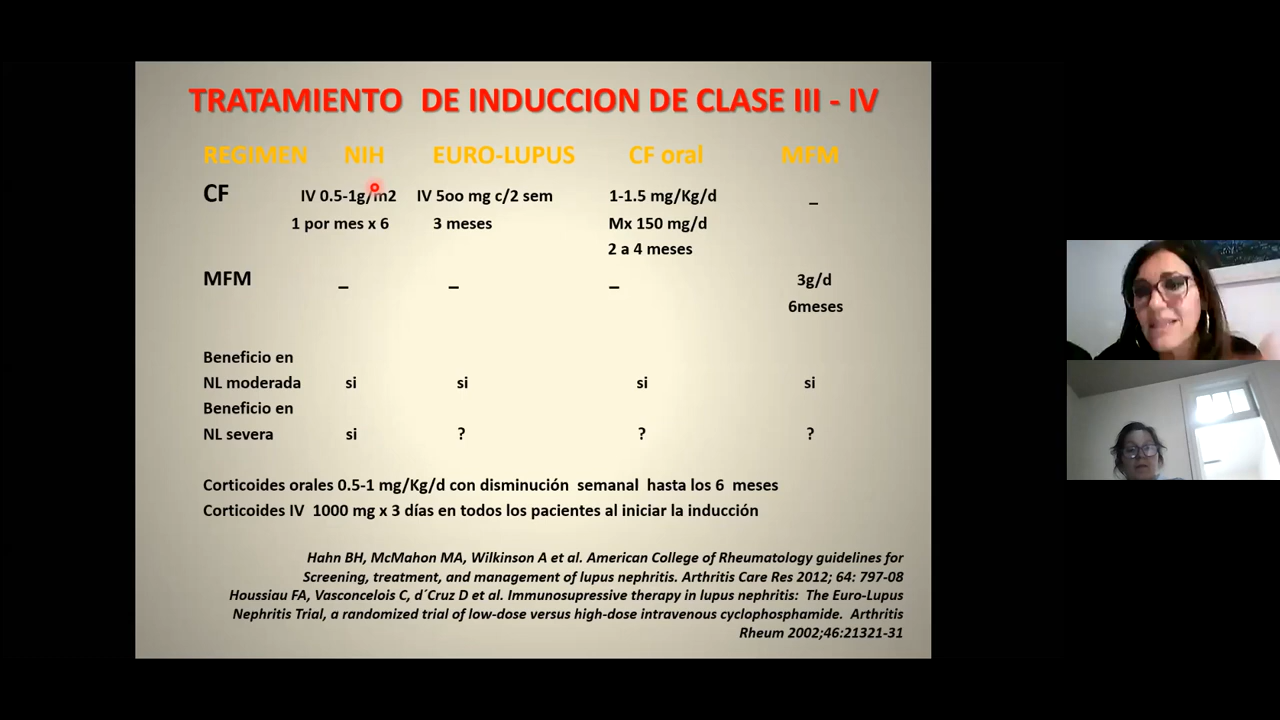 TRATAMIENTO DE INDUCCION DE CLASE III - IV
REGIMEN NIH EURO-LUPUS CF oral MFM
CF IV 0.5-1g/m2 IV 5oo mg c/2 sem 1-1.5 mg/Kg/d _
1 por mes x 6 3 meses Mx 150 mg/d
2 a 4 meses
MFM _ _ _ 3g/d
6meses
Beneficio en
NL moderada si si si si
Beneficio en
NL severa si ? ? ?
Corticoides orales 0.5-1 mg/Kg/d con disminución semanal hasta los 6 meses
Corticoides IV 1000 mg x 3 días en todos los pacientes al iniciar la inducción
Hahn BH, McMahon MA, Wilkinson A et al. American College of Rheumatology guidelines for
Screening, treatment, and management of lupus nephritis. Arthritis Care Res 2012; 64: 797-08
Houssiau FA, Vasconcelois C, d´Cruz D et al. Immunosupressive therapy in lupus nephritis: The Euro-Lupus
Nephritis Trial, a randomized trial of low-dose versus high-dose intravenous cyclophosphamide. Arthritis
Rheum 2002;46:21321-31